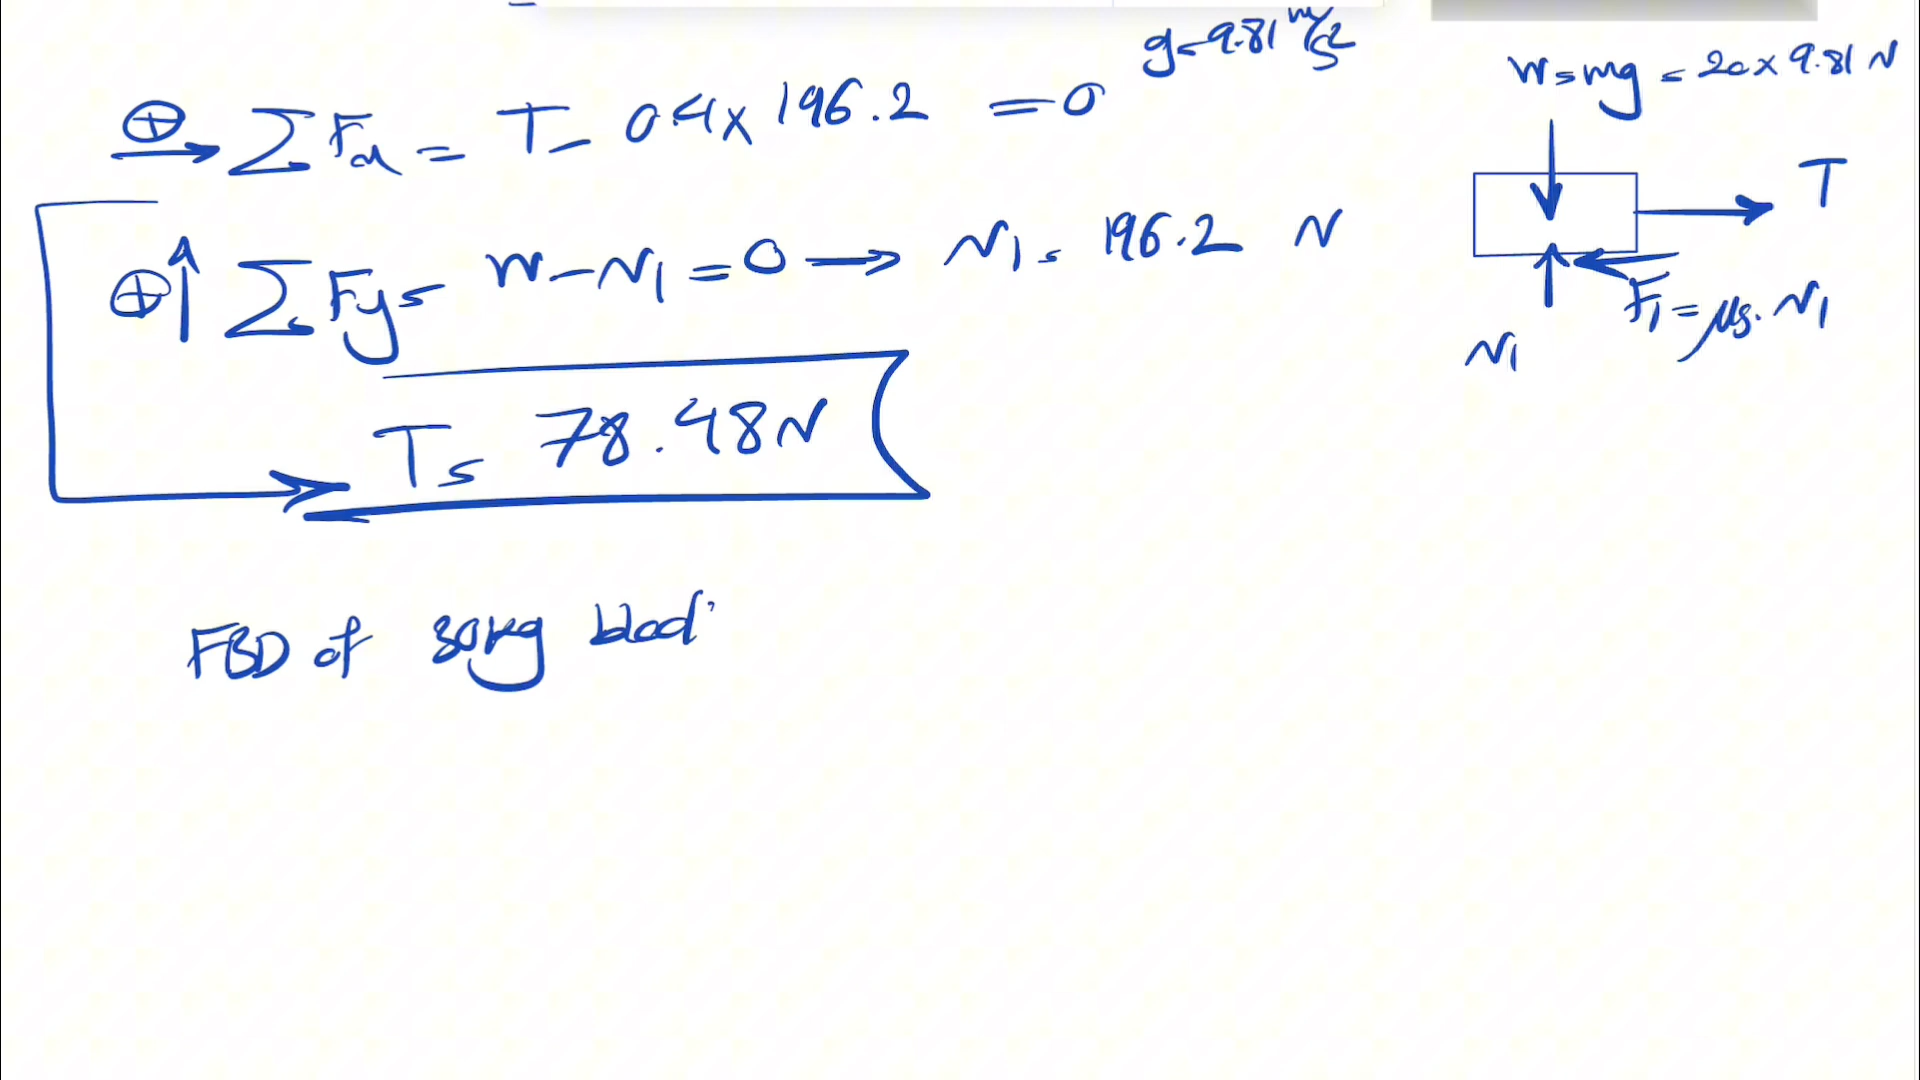 g = 9.81 m/s²
W = mg = 20 x 9.81 N
⊕→ ΣFx = T - 0.4 x 196.2 = 0
T
⊕↑ ΣFy = W - N1 = 0 → N1 = 196.2 N
F1 = μs. N1
N1
T = 78.48 N
FBD of 30kg